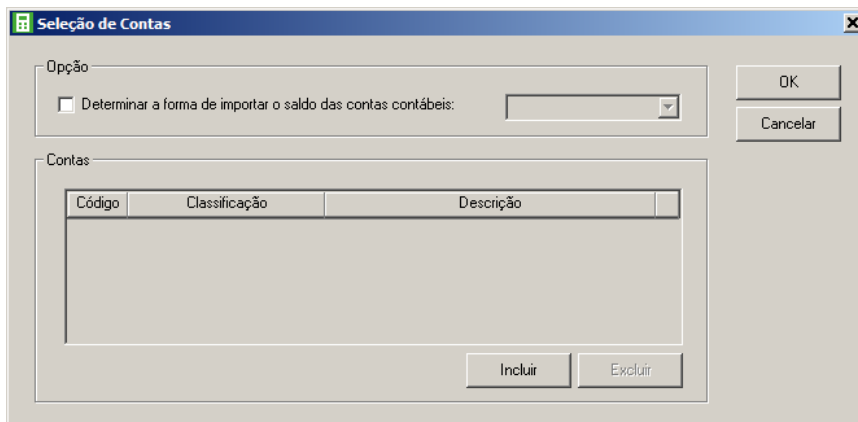 Seleção de Contas
Opção
Determinar a forma de importar o saldo das contas contábeis:
OK
Cancelar
Contas
Código Classificação Descrição
Incluir Excluir